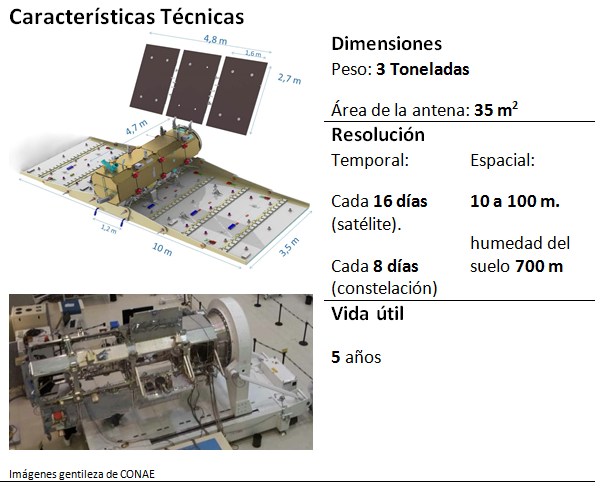 Características Técnicas
4,8 m
1,6 m
2,7 m
4,7 m
1,2 m
10 m
3,5 m
Dimensiones
Peso: 3 Toneladas
Área de la antena: 35 m²
Resolución
Temporal:
Cada 16 días
(satélite).
Cada 8 días
(constelación)
Espacial:
10 a 100 m.
humedad del
suelo 700 m
Vida útil
5 años
Imágenes gentileza de CONAE